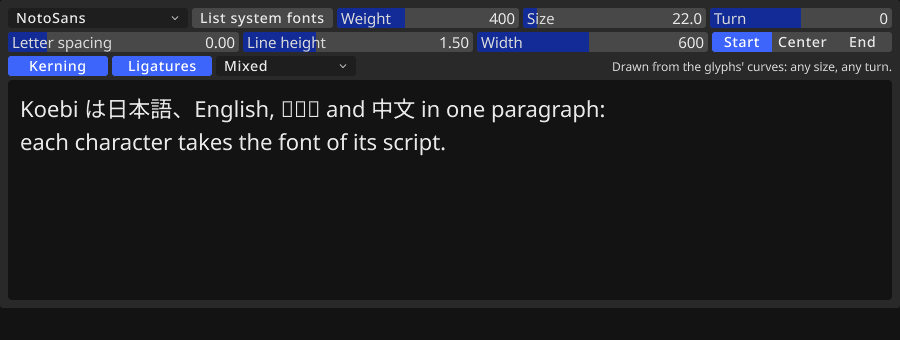 NotoSans List system fonts Weight 400 Size 22.0 Turn 0
Letter spacing 0.00 Line height 1.50 Width 600 Start Center End
Kerning Ligatures Mixed Drawn from the glyphs' curves: any size, any turn.
Koebi は日本語、English, and 中文 in one paragraph:
each character takes the font of its script.